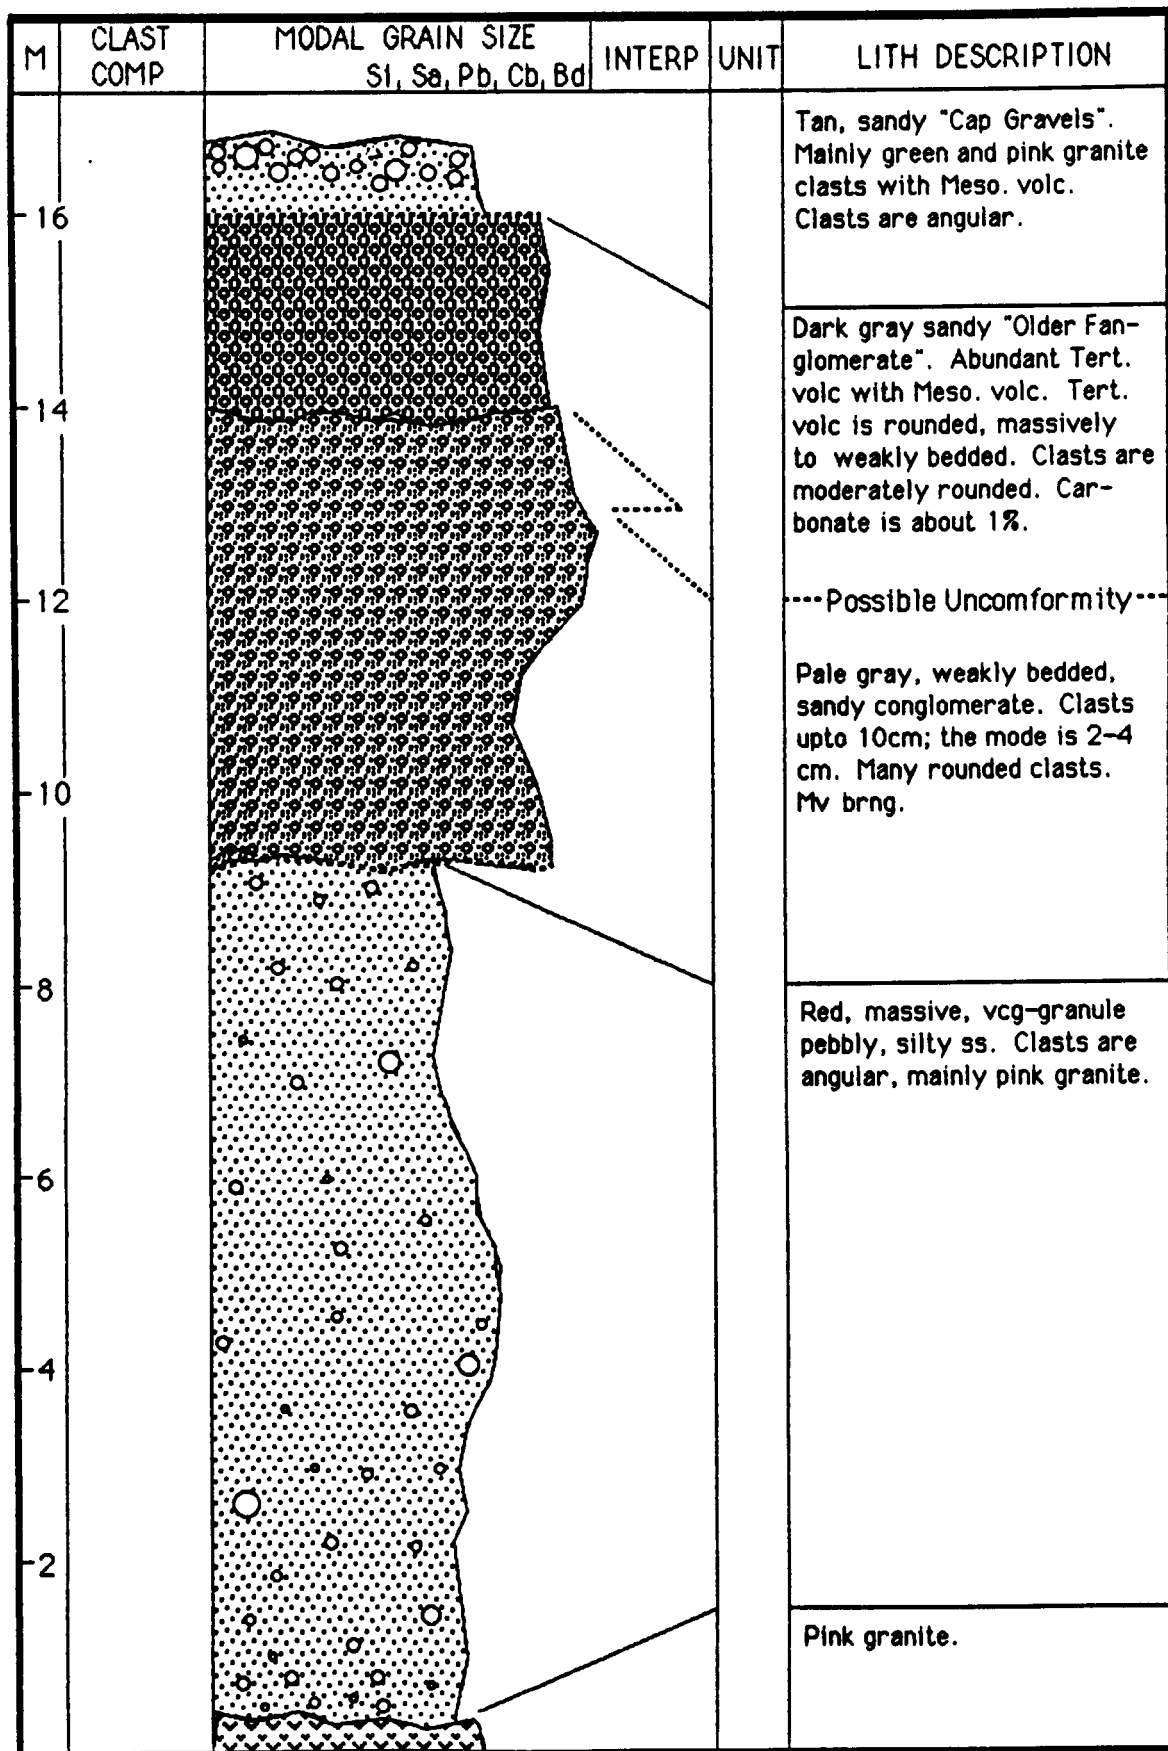 M
CLAST
COMP
MODAL GRAIN SIZE
Si, Sa, Pb, Cb, Bd
INTERP
UNIT
LITH DESCRIPTION
Tan, sandy "Cap Gravels".
Mainly green and pink granite
clasts with Meso. volc.
Clasts are angular.
16
Dark gray sandy "Older Fan-
glomerate". Abundant Tert.
volc with Meso. volc. Tert.
volc is rounded, massively
to weakly bedded. Clasts are
moderately rounded. Car-
bonate is about 1%.
14
12
Possible Uncomformity
Pale gray, weakly bedded,
sandy conglomerate. Clasts
upto 10cm; the mode is 2-4
cm. Many rounded clasts.
Mv brng.
10
8
Red, massive, vcg-granule
pebbly, silty ss. Clasts are
angular, mainly pink granite.
6
4
2
Pink granite.